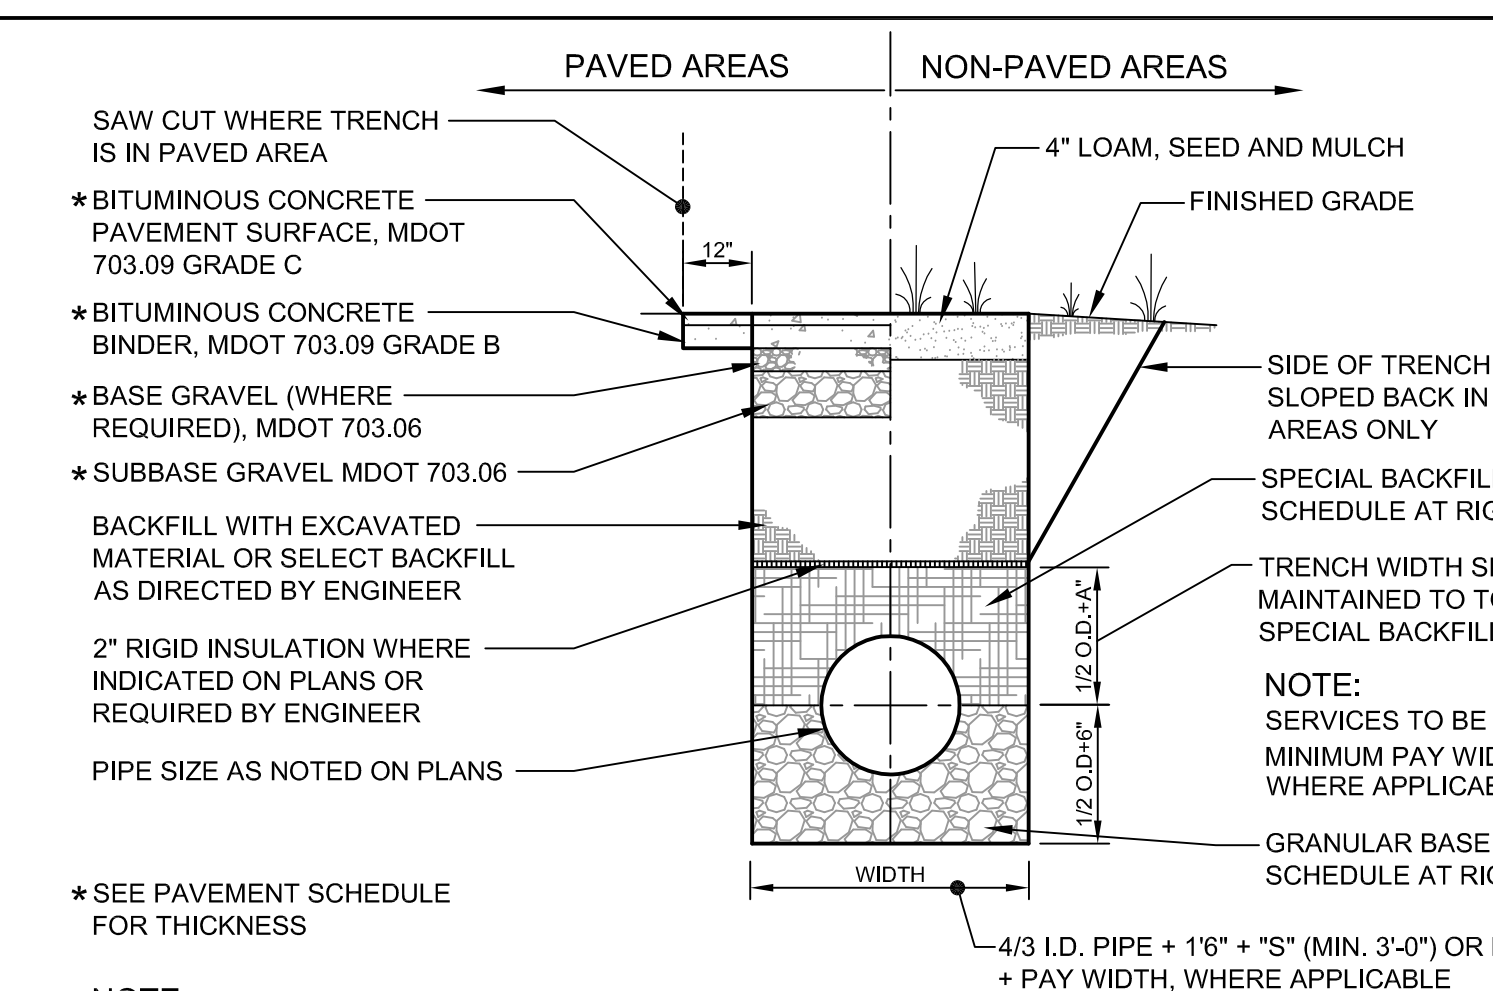 PAVED AREAS
NON-PAVED AREAS
SAW CUT WHERE TRENCH
IS IN PAVED AREA
* BITUMINOUS CONCRETE
PAVEMENT SURFACE, MDOT
703.09 GRADE C
* BITUMINOUS CONCRETE
BINDER, MDOT 703.09 GRADE B
* BASE GRAVEL (WHERE
REQUIRED), MDOT 703.06
* SUBBASE GRAVEL MDOT 703.06
BACKFILL WITH EXCAVATED
MATERIAL OR SELECT BACKFILL
AS DIRECTED BY ENGINEER
2" RIGID INSULATION WHERE
INDICATED ON PLANS OR
REQUIRED BY ENGINEER
PIPE SIZE AS NOTED ON PLANS
* SEE PAVEMENT SCHEDULE
FOR THICKNESS
12"
4" LOAM, SEED AND MULCH
FINISHED GRADE
SIDE OF TRENCH
SLOPED BACK IN
AREAS ONLY
SPECIAL BACKFILL
SCHEDULE AT
TRENCH WIDTH
MAINTAINED TO
SPECIAL BACKFILL
1/2 O.D.+A"
NOTE:
SERVICES TO BE
MINIMUM PAY
WHERE
1/2 O.D+6"
GRANULAR BASE
SCHEDULE AT
WIDTH
4/3 I.D. PIPE + 1'6" + "S" (MIN. 3'-0") OR
+ PAY WIDTH, WHERE APPLICABLE